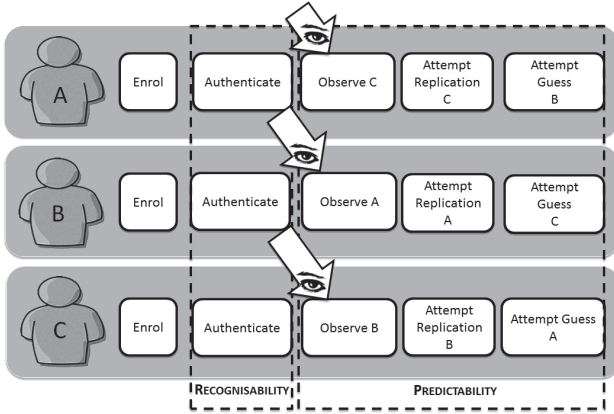 A
Enrol
Authenticate
Observe C
Attempt
Replication
C
Attempt
Guess
B
B
Enrol
Authenticate
Observe A
Attempt
Replication
A
Attempt
Guess
C
C
Enrol
Authenticate
Observe B
Attempt
Replication
B
Attempt Guess
A
RECOGNISABILITY
PREDICTABILITY